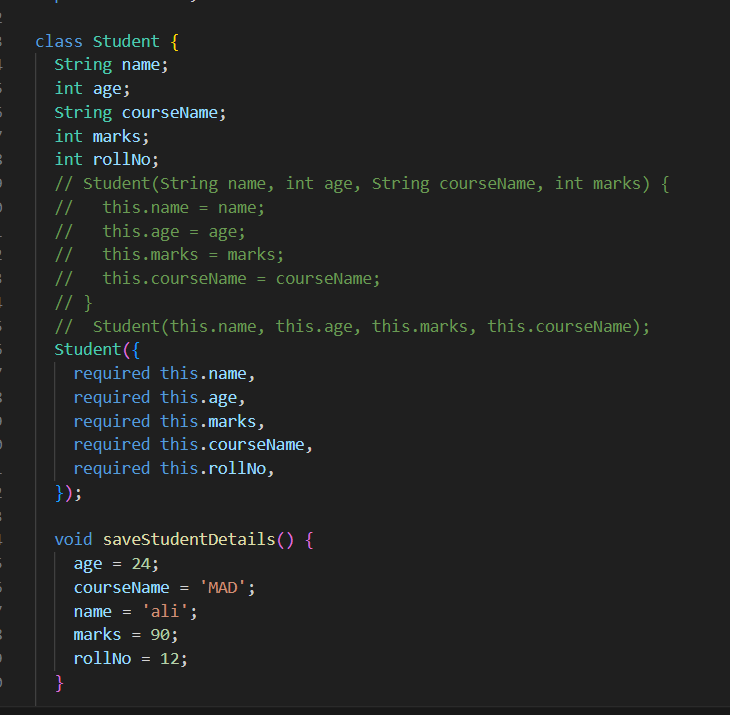 class Student {
  String name;
  int age;
  String courseName;
  int marks;
  int rollNo;
  // Student(String name, int age, String courseName, int marks) {
  //   this.name = name;
  //   this.age = age;
  //   this.marks = marks;
  //   this.courseName = courseName;
  // }
  //  Student(this.name, this.age, this.marks, this.courseName);
  Student({
    required this.name,
    required this.age,
    required this.marks,
    required this.courseName,
    required this.rollNo,
  });

  void saveStudentDetails() {
    age = 24;
    courseName = 'MAD';
    name = 'ali';
    marks = 90;
    rollNo = 12;
  }